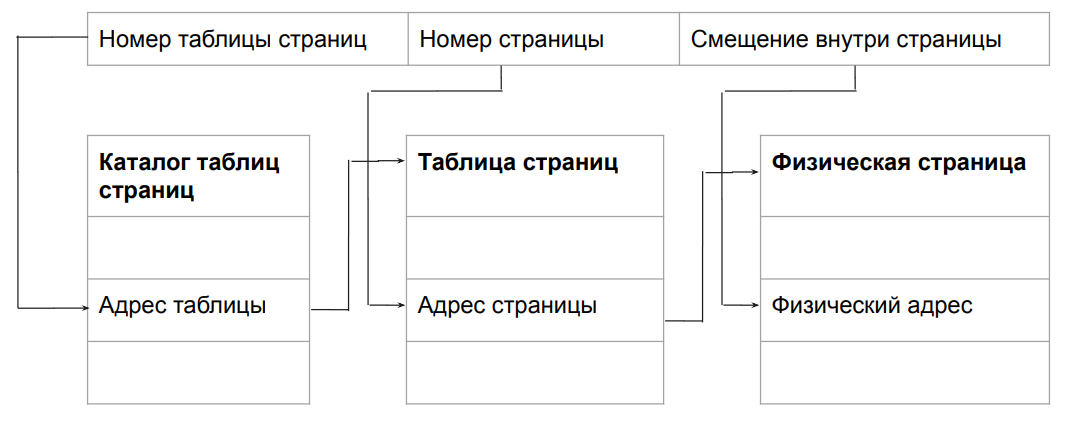 Номер таблицы страниц
Номер страницы
Смещение внутри страницы
Каталог таблиц
страниц
Таблица страниц
Физическая страница
Адрес таблицы
Адрес страницы
Физический адрес